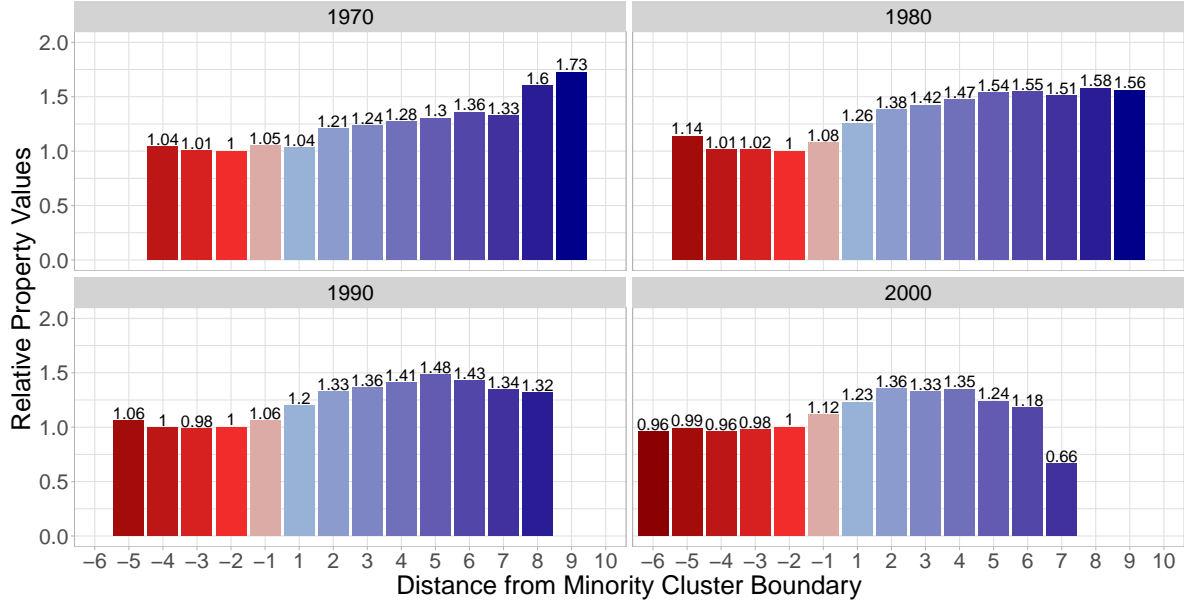 1970
1980
2.0
1.5
1.0
0.5
0.0
1.04 1.01 1 1.05 1.04 1.21 1.24 1.28 1.3 1.36 1.33 1.6 1.73
1.14 1.01 1.02 1 1.08 1.26 1.38 1.42 1.47 1.54 1.55 1.51 1.58 1.56
Relative Property Values
1990
2000
2.0
1.5
1.0
0.5
0.0
1.06 1 0.98 1 1.06 1.2 1.33 1.36 1.41 1.48 1.43 1.34 1.32
0.96 0.99 0.96 0.98 1 1.12 1.23 1.36 1.33 1.35 1.24 1.18 0.66
−6 −5 −4 −3 −2 −1 1 2 3 4 5 6 7 8 9 10
−6 −5 −4 −3 −2 −1 1 2 3 4 5 6 7 8 9 10
Distance from Minority Cluster Boundary